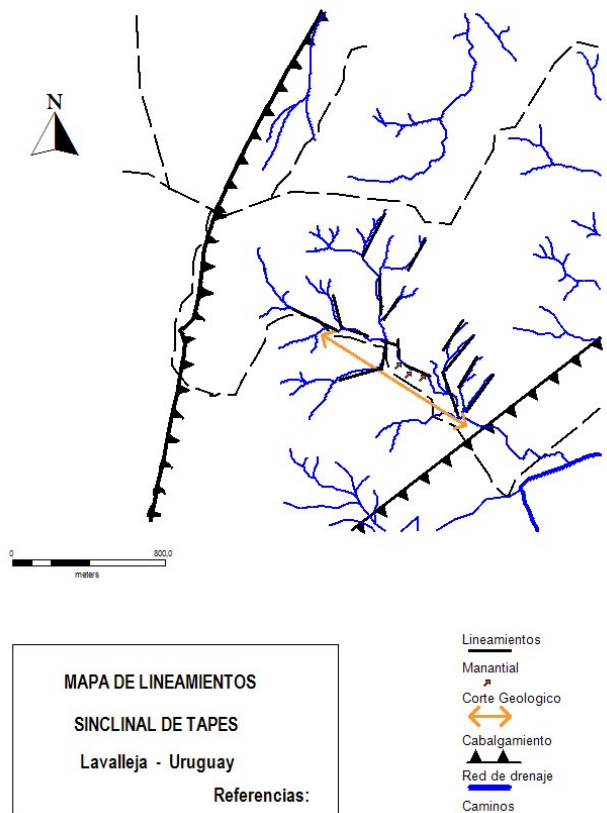 N
0
800,0
meters
MAPA DE LINEAMIENTOS
SINCLINAL DE TAPES
Lavalleja - Uruguay
Referencias:
Lineamientos
Manantial
Corte Geologico
Cabalgamiento
Red de drenaje
Caminos